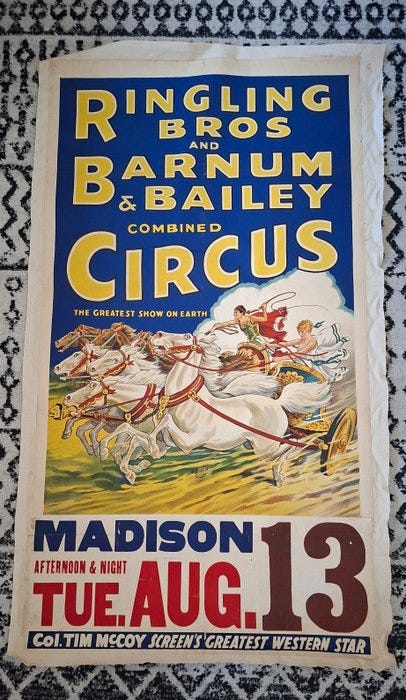 RINGLING
BROS
AND
BARNUM
& BAILEY
COMBINED
CIRCUS
THE GREATEST SHOW ON EARTH
MADISON
AFTERNOON & NIGHT
TUE. AUG. 13
COL. TIM McCOY SCREEN'S GREATEST WESTERN STAR